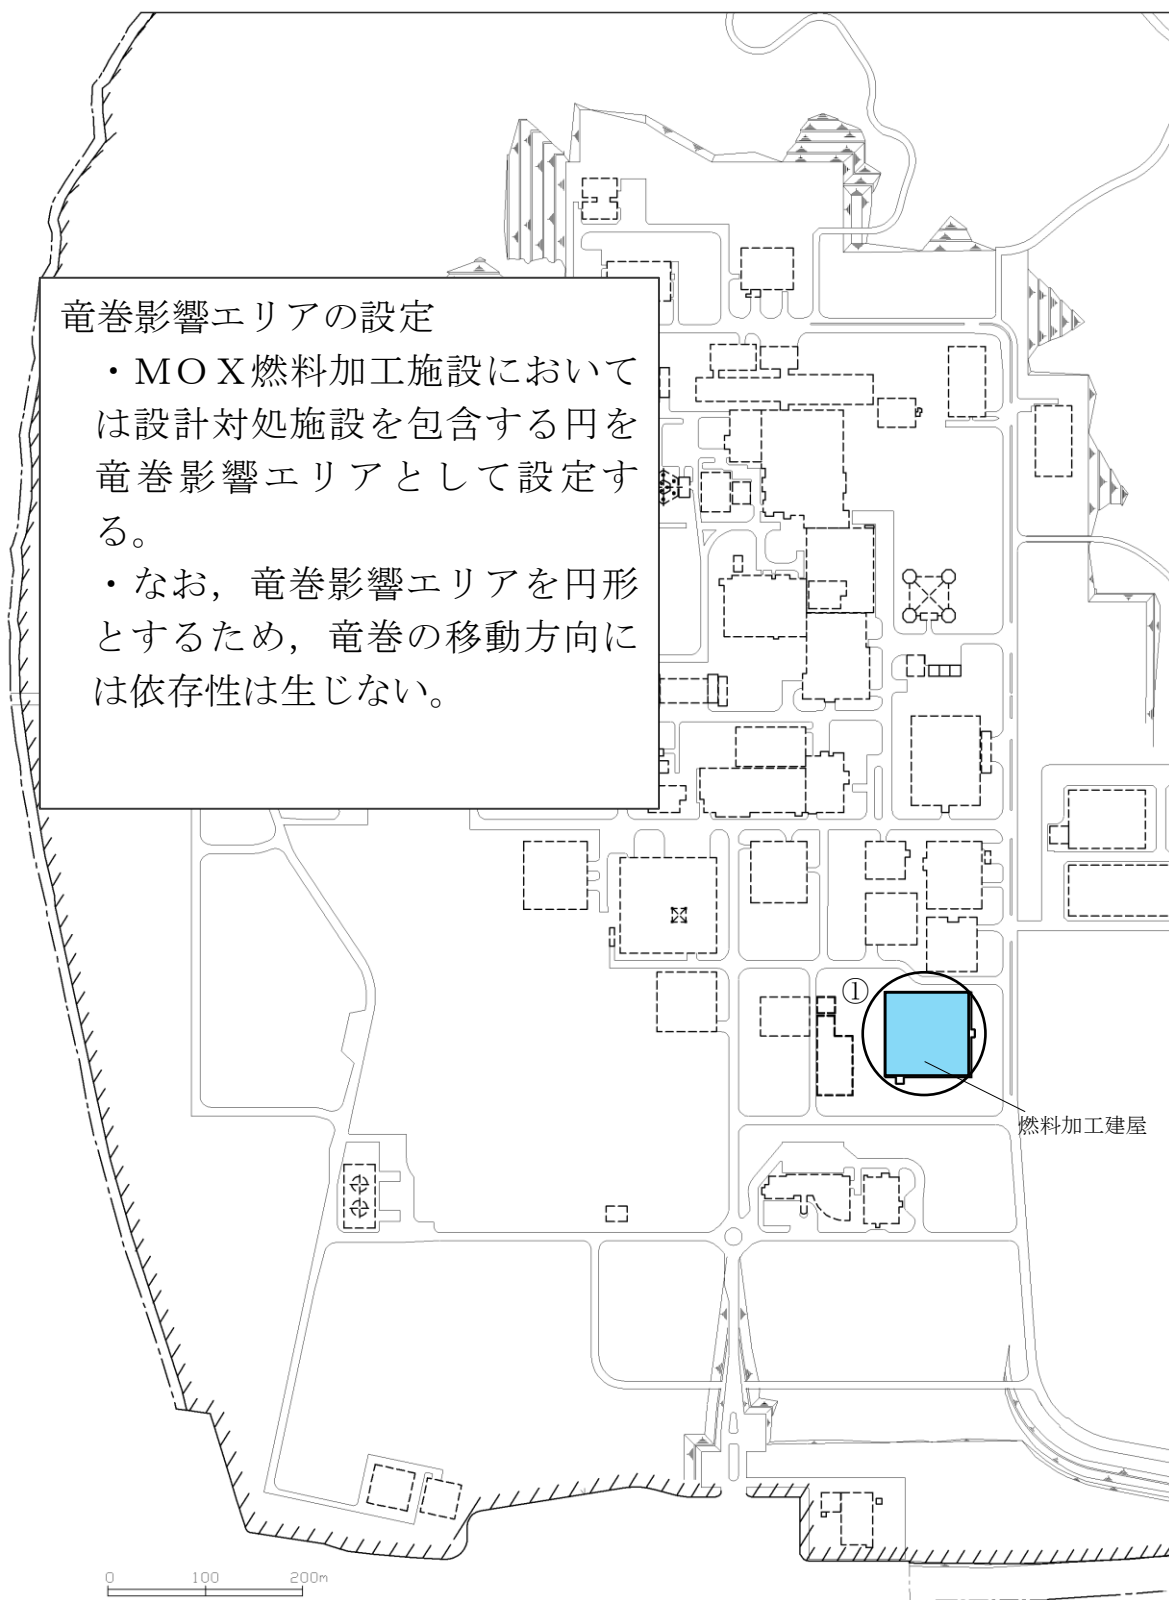 竜巻影響エリアの設定
・ＭＯＸ燃料加工施設において
は設計対処施設を包含する円を
竜巻影響エリアとして設定す
る。
・なお，竜巻影響エリアを円形
とするため，竜巻の移動方向に
は依存性は生じない。
①
燃料加工建屋
0 100 200m